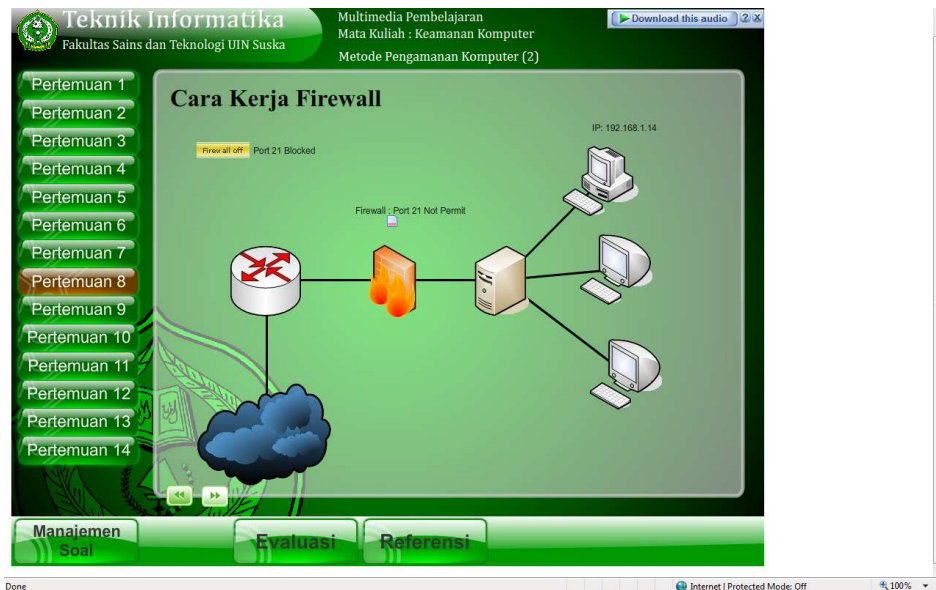 Teknik Informatika
Fakultas Sains dan Teknologi UIN Suska
Multimedia Pembelajaran
Mata Kuliah : Keamanan Komputer
Metode Pengamanan Komputer (2)
Download this audio
? X
Pertemuan 1
Pertemuan 2
Pertemuan 3
Pertemuan 4
Pertemuan 5
Pertemuan 6
Pertemuan 7
Pertemuan 8
Pertemuan 9
Pertemuan 10
Pertemuan 11
Pertemuan 12
Pertemuan 13
Pertemuan 14
Cara Kerja Firewall
Firewall off Port 21 Blocked
IP: 192.168.1.14
Firewall : Port 21 Not Permit
Manajemen
Soal
Evaluasi
Referensi
Done
Internet | Protected Mode: Off
100%